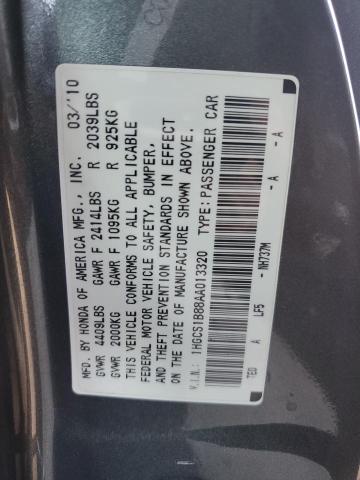 MFD. BY HONDA OF AMERICA MFG., INC. 03/'10
GVWR 4409LBS GAWR F 2414LBS R 2039LBS
GVWR 2000KG GAWR F 1095KG R 925KG
THIS VEHICLE CONFORMS TO ALL APPLICABLE
FEDERAL MOTOR VEHICLE SAFETY, BUMPER,
AND THEFT PREVENTION STANDARDS IN EFFECT
ON THE DATE OF MANUFACTURE SHOWN ABOVE.
V.I.N.: 1HGCS1B88AA013320 TYPE: PASSENGER CAR
TE0 A LF5 - NH737M - A - A